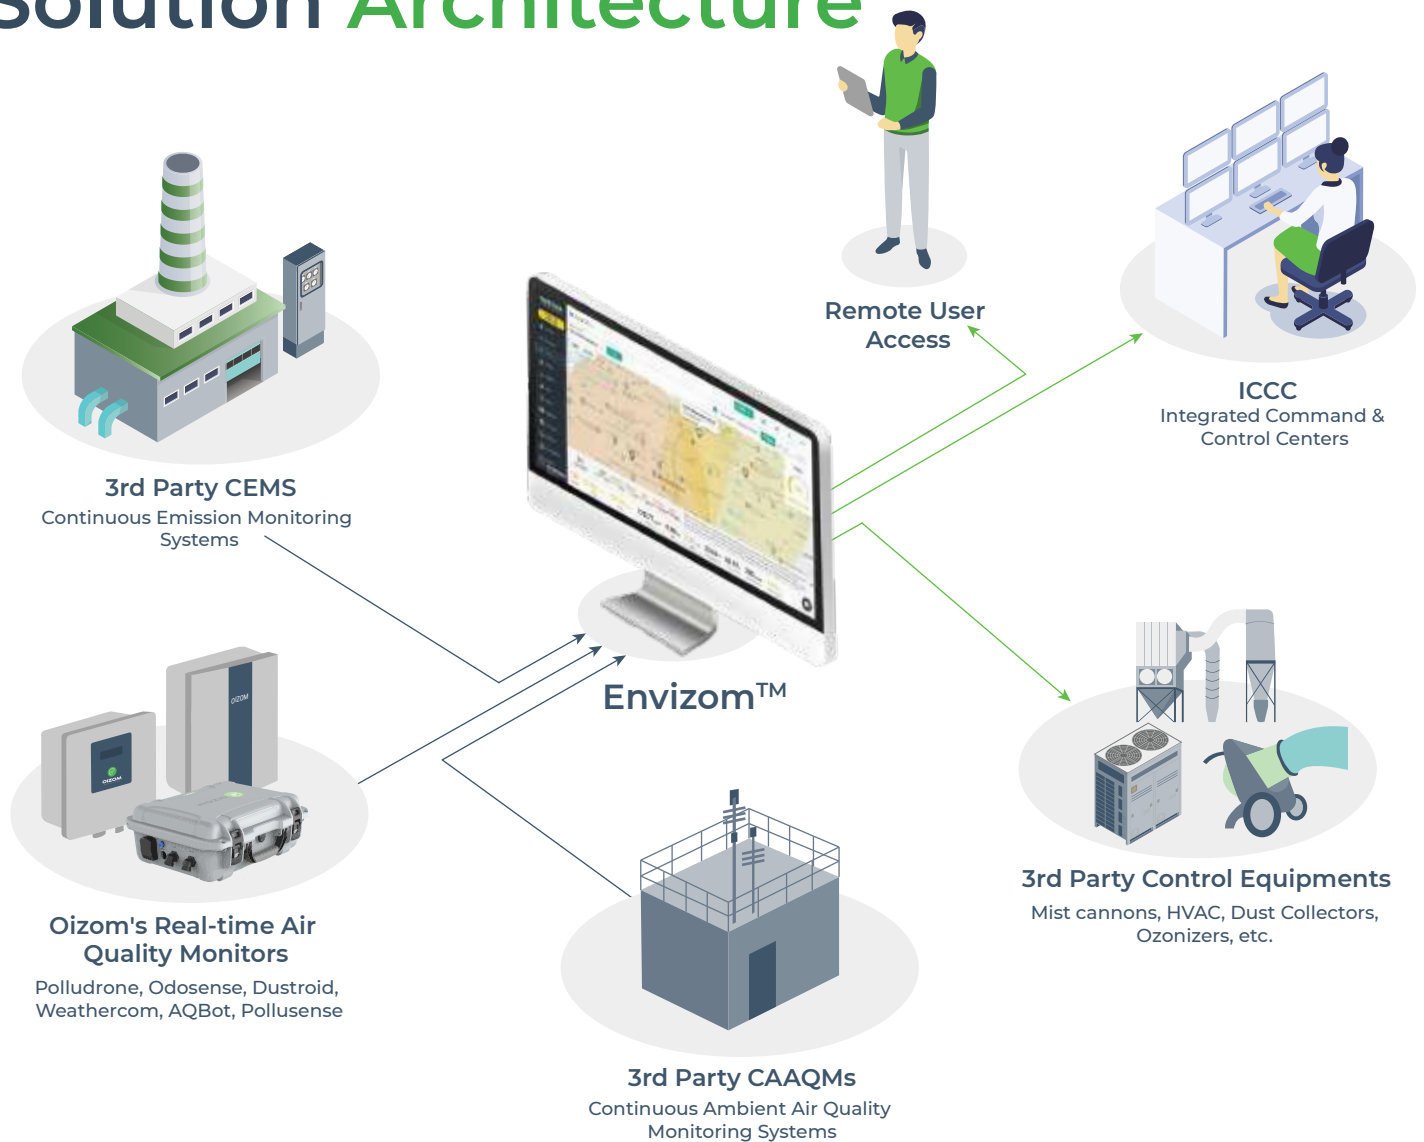 Solution Architecture
Remote User
Access
ICCC
Integrated Command &
Control Centers
3rd Party CEMS
Continuous Emission Monitoring
Systems
Envizom™
OIZOM
OIZOM
Oizom's Real-time Air
Quality Monitors
Polludrone, Odosense, Dustroid,
Weathercom, AQBot, Pollusense
3rd Party Control Equipments
Mist cannons, HVAC, Dust Collectors,
Ozonizers, etc.
3rd Party CAAQMs
Continuous Ambient Air Quality
Monitoring Systems